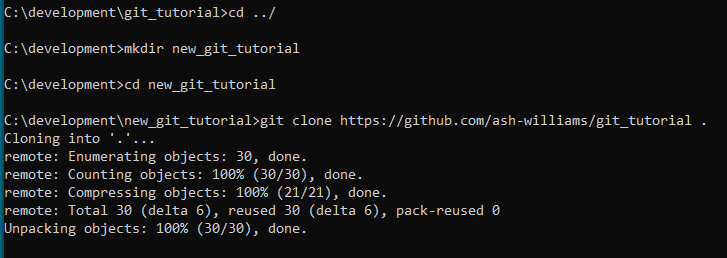 C:\development\git_tutorial>cd ../
C:\development>mkdir new_git_tutorial
C:\development>cd new_git_tutorial
C:\development\new_git_tutorial>git clone https://github.com/ash-williams/git_tutorial .
Cloning into '.'...
remote: Enumerating objects: 30, done.
remote: Counting objects: 100% (30/30), done.
remote: Compressing objects: 100% (21/21), done.
remote: Total 30 (delta 6), reused 30 (delta 6), pack-reused 0
Unpacking objects: 100% (30/30), done.